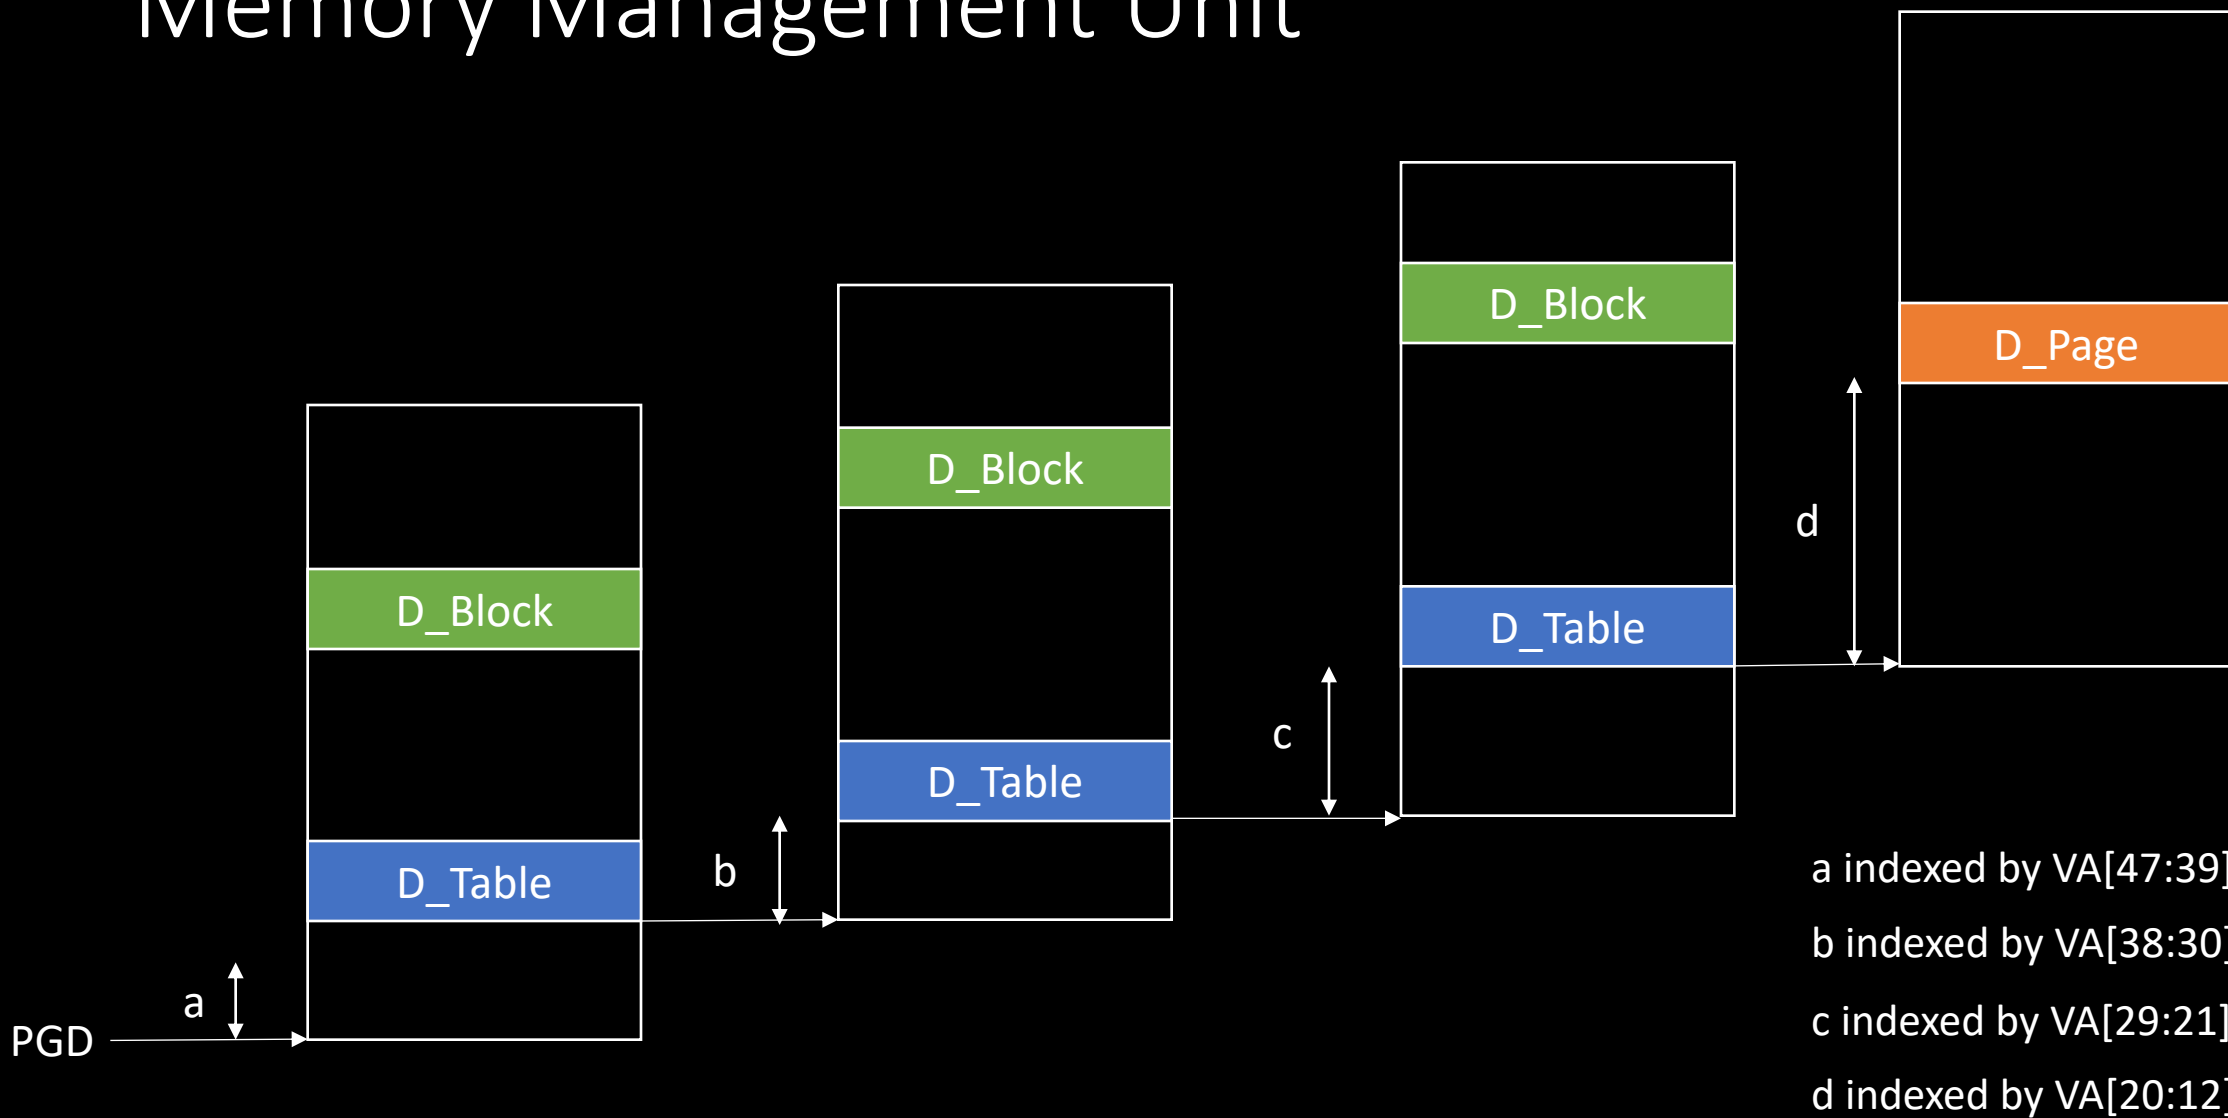 Memory Management Unit
D_Block
D_Table
a
PGD
D_Block
D_Table
b
D_Block
D_Table
c
D_Page
d
a indexed by VA[47:39]
b indexed by VA[38:30]
c indexed by VA[29:21]
d indexed by VA[20:12]